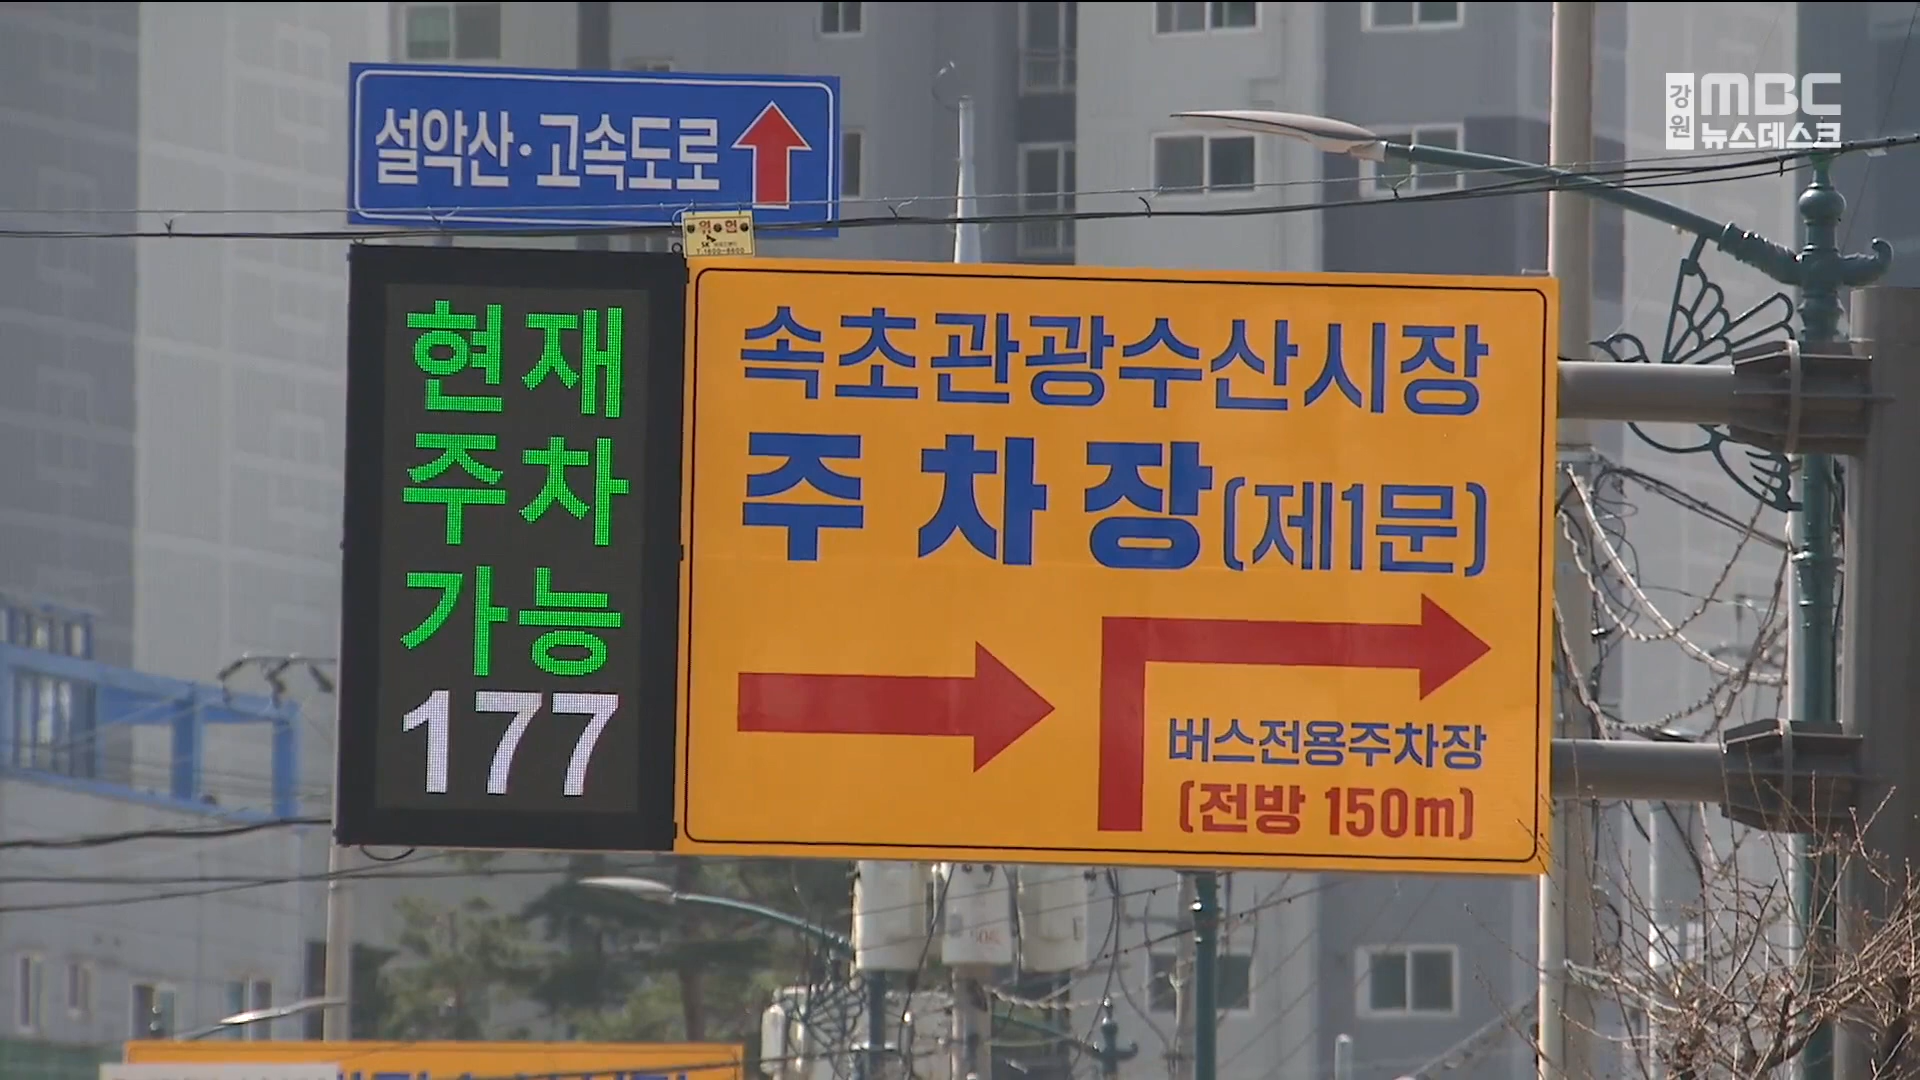 강원
MBC
뉴스데스크
설악산·고속도로
위험
현재
주차
가능
177
속초관광수산시장
주차장(제1문)
버스전용주차장
(전방 150m)